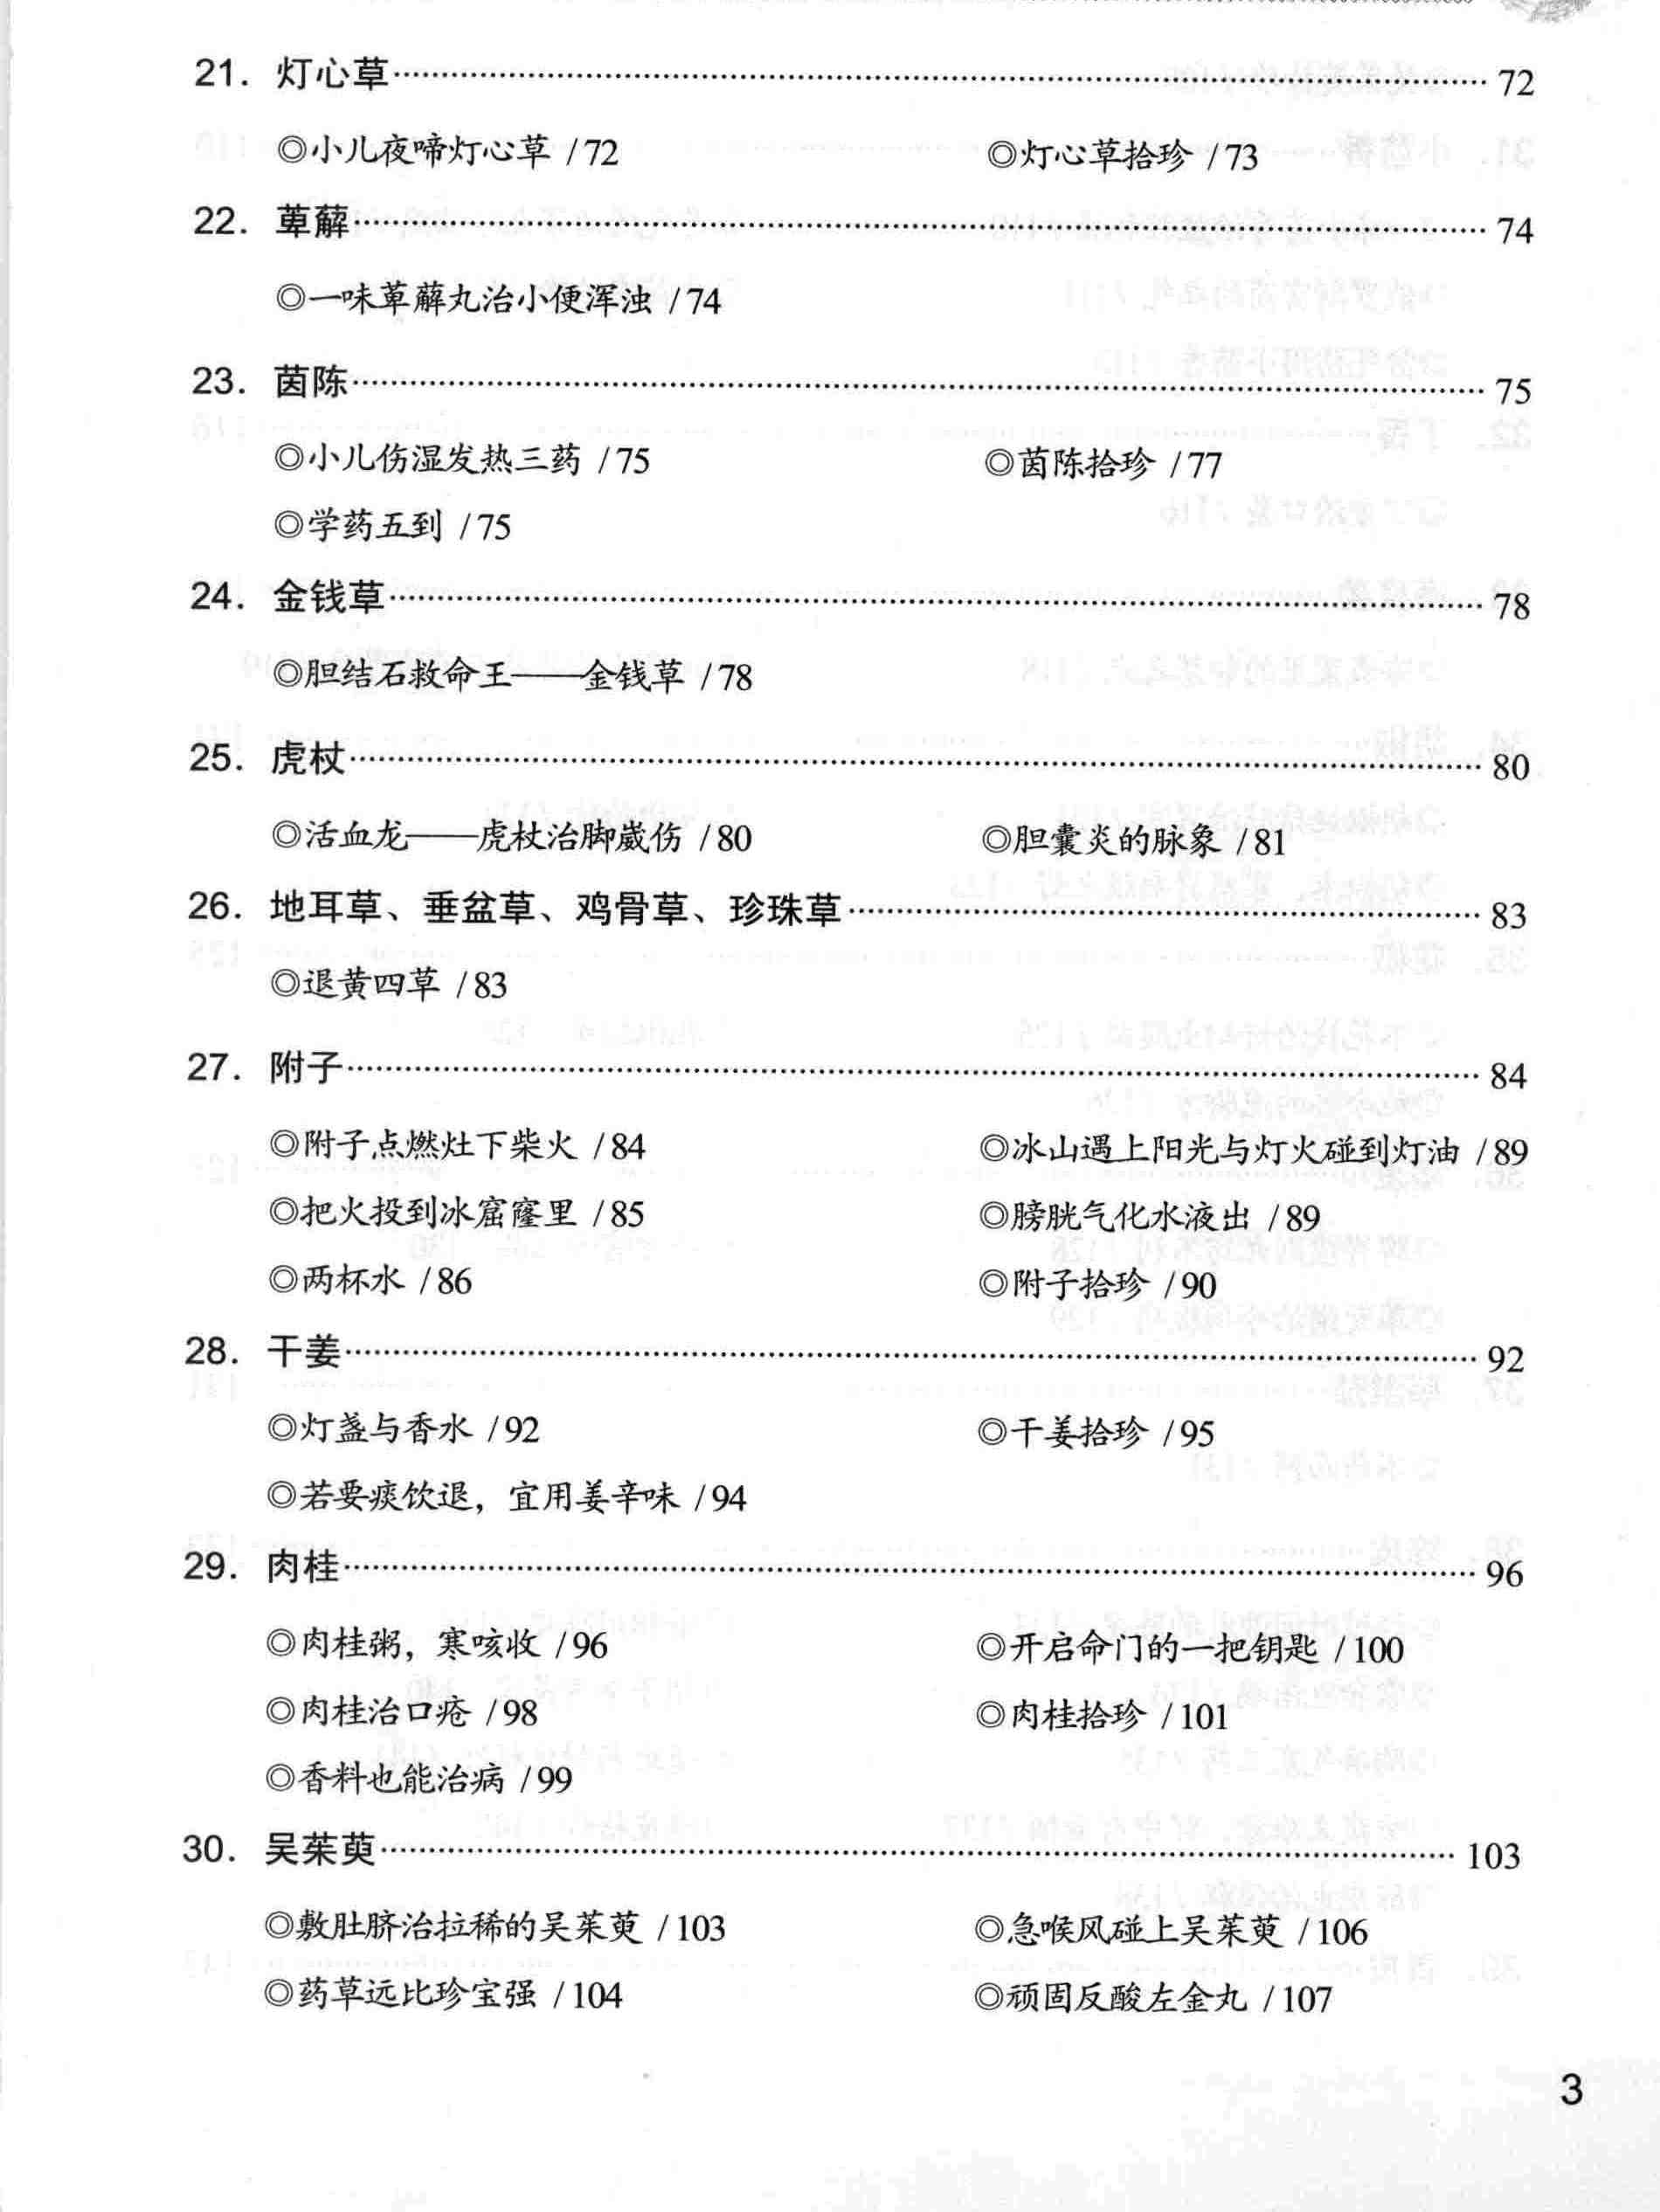 21. 灯心草 72
◎小儿夜啼灯心草 /72 ◎灯心草拾珍 /73
22. 萆薢 74
◎一味萆薢丸治小便浑浊 /74
23. 茵陈 75
◎小儿伤湿发热三药 /75 ◎茵陈拾珍 /77
◎学药五到 /75
24. 金钱草 78
◎胆结石救命王——金钱草 /78
25. 虎杖 80
◎活血龙——虎杖治脚崴伤 /80 ◎胆囊炎的脉象 /81
26. 地耳草、垂盆草、鸡骨草、珍珠草 83
◎退黄四草 /83
27. 附子 84
◎附子点燃灶下柴火 /84 ◎冰山遇上阳光与灯火碰到灯油 /89
◎把火投到冰窟窿里 /85 ◎膀胱气化水液出 /89
◎两杯水 /86 ◎附子拾珍 /90
28. 干姜 92
◎灯盏与香水 /92 ◎干姜拾珍 /95
◎若要痰饮退，宜用姜辛味 /94
29. 肉桂 96
◎肉桂粥，寒咳收 /96 ◎开启命门的一把钥匙 /100
◎肉桂治口疮 /98 ◎肉桂拾珍 /101
◎香料也能治病 /99
30. 吴茱萸 103
◎敷肚脐治拉稀的吴茱萸 /103 ◎急喉风碰上吴茱萸 /106
◎药草远比珍宝强 /104 ◎顽固反酸左金丸 /107
3